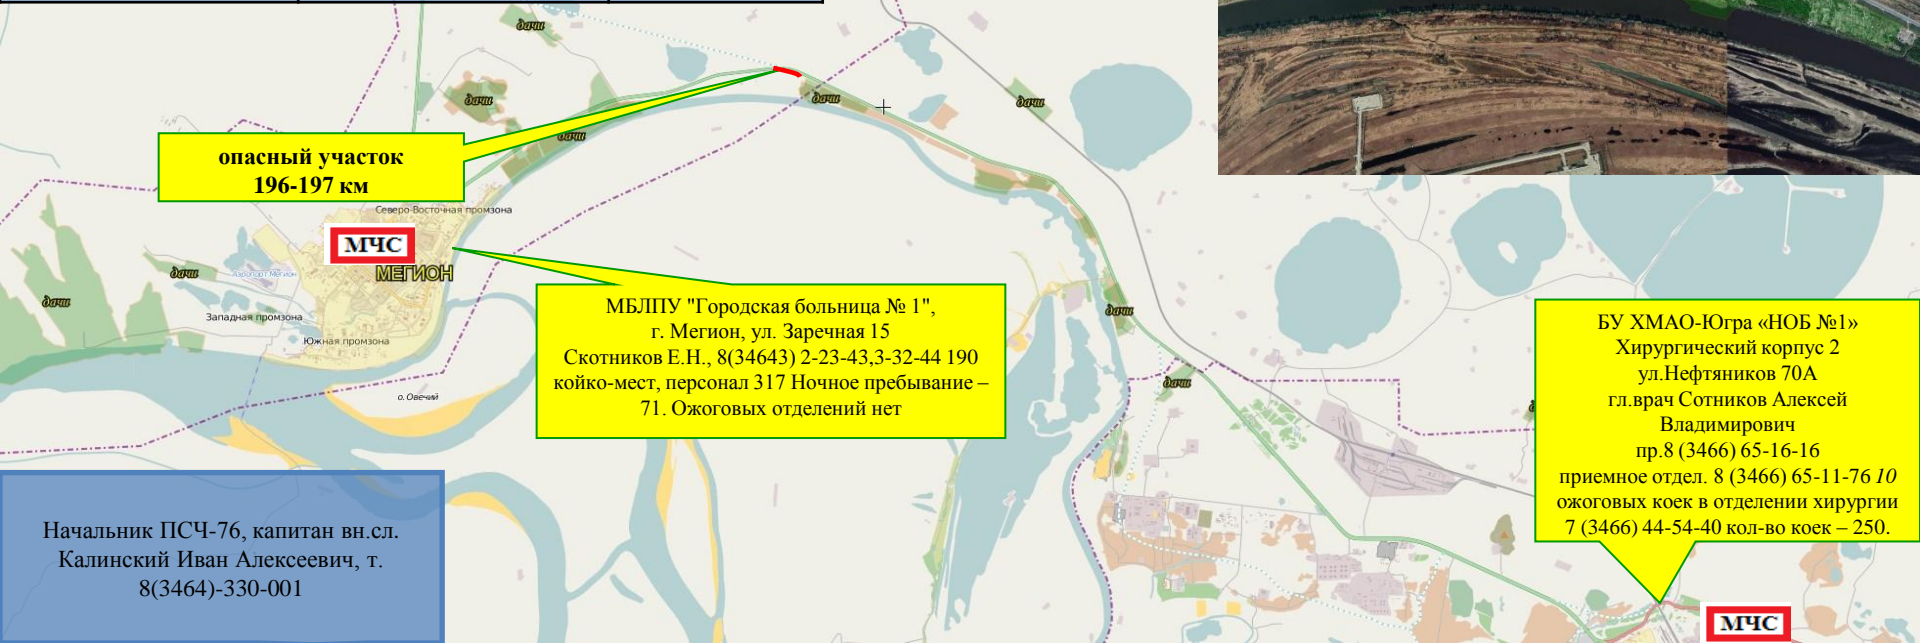 дачи
дачи
дачи
дачи
дачи
опасный участок
196-197 км
Северо-Восточная промзона
МЧС
МЕГИОН
дачи
Аэропорт Мегион
дачи
Западная промзона
Южная промзона
о. Овечий
МБЛПУ "Городская больница № 1",
г. Мегион, ул. Заречная 15
Скотников Е.Н., 8(34643) 2-23-43,3-32-44 190
койко-мест, персонал 317 Ночное пребывание –
71. Ожоговых отделений нет
дачи
дачи
БУ ХМАО-Югра «НОБ №1»
Хирургический корпус 2
ул.Нефтяников 70А
гл.врач Сотников Алексей
Владимирович
пр.8 (3466) 65-16-16
приемное отдел. 8 (3466) 65-11-76 10
ожоговых коек в отделении хирургии
7 (3466) 44-54-40 кол-во коек – 250.
Начальник ПСЧ-76, капитан вн.сл.
Калинский Иван Алексеевич, т.
8(3464)-330-001
МЧС